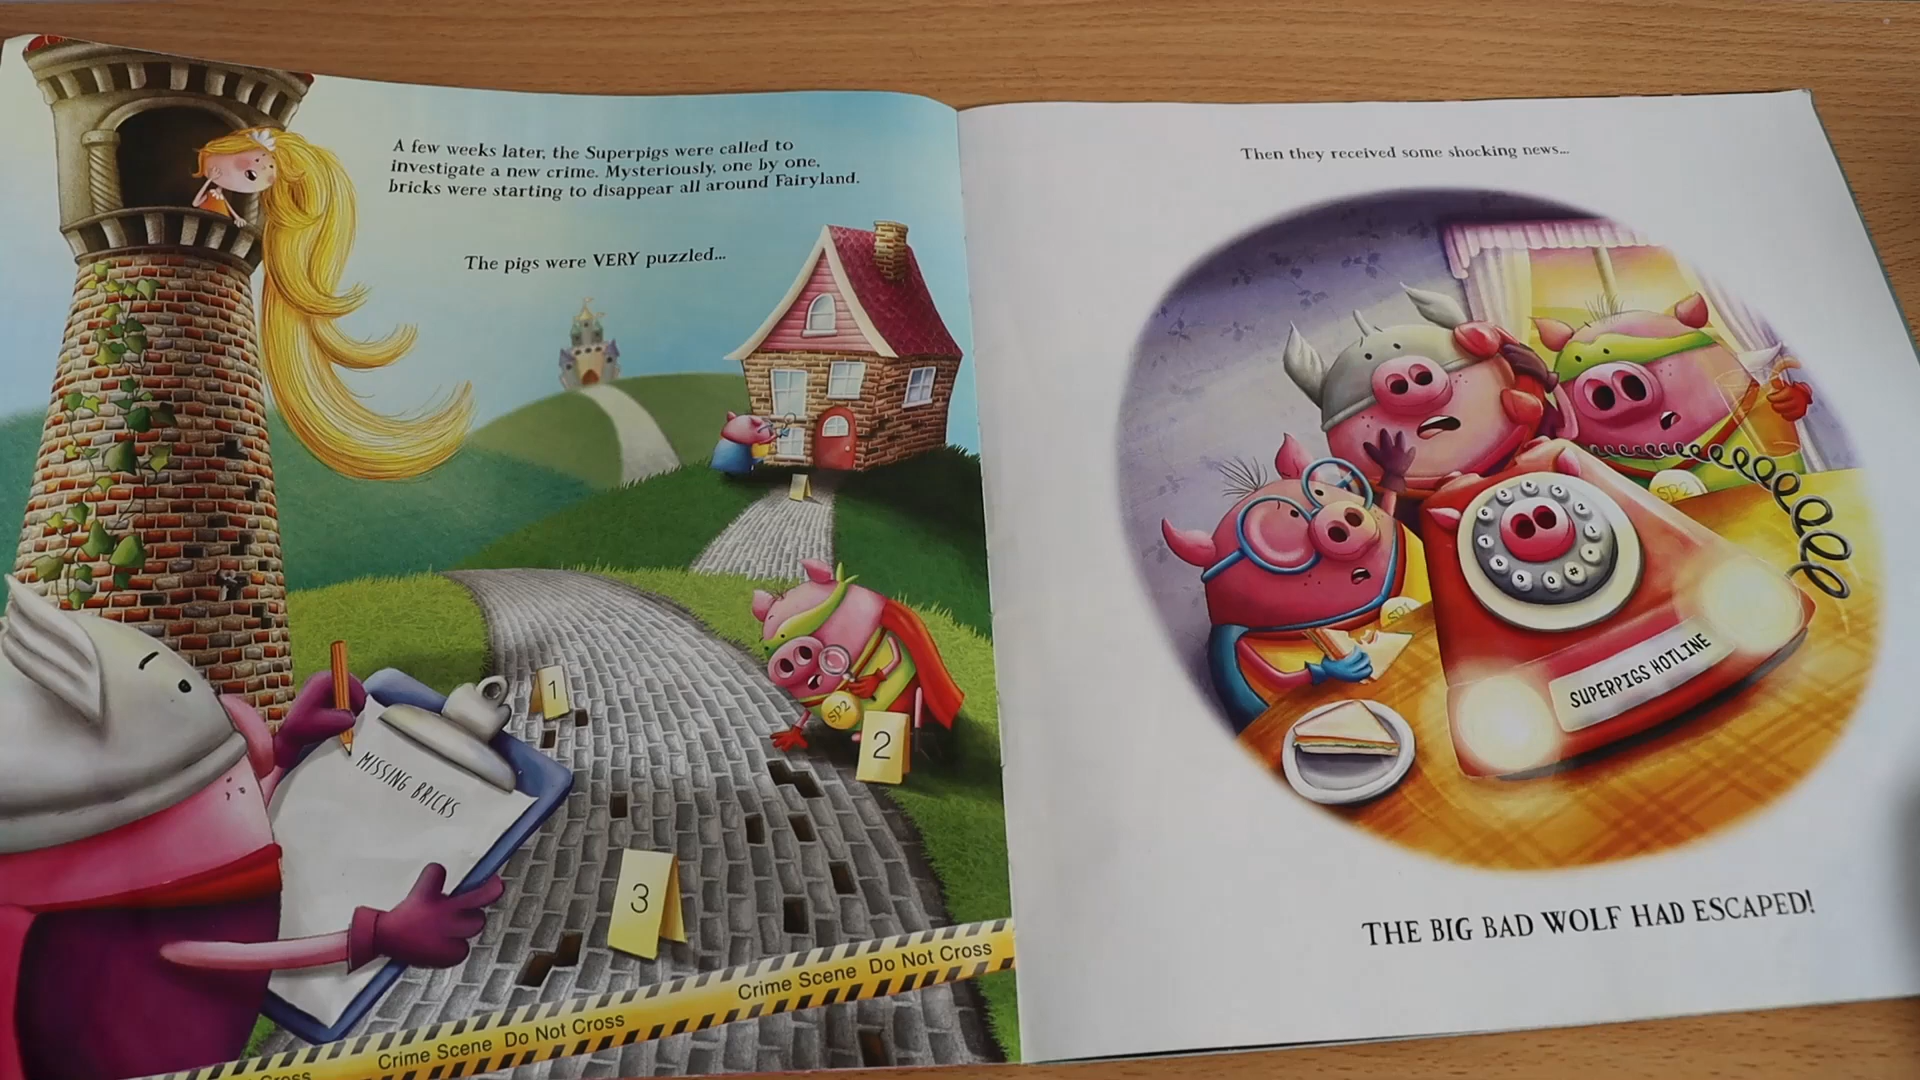 A few weeks later, the Superpigs were called to
investigate a new crime. Mysteriously, one by one,
bricks were starting to disappear all around Fairyland.
The pigs were VERY puzzled...
MISSING BRICKS
1
SP2
2
3
Cross
Crime Scene Do Not Cross
Crime Scene Do Not Cross
Then they received some shocking news...
SP2
SP1
SUPERPIGS HOTLINE
THE BIG BAD WOLF HAD ESCAPED!